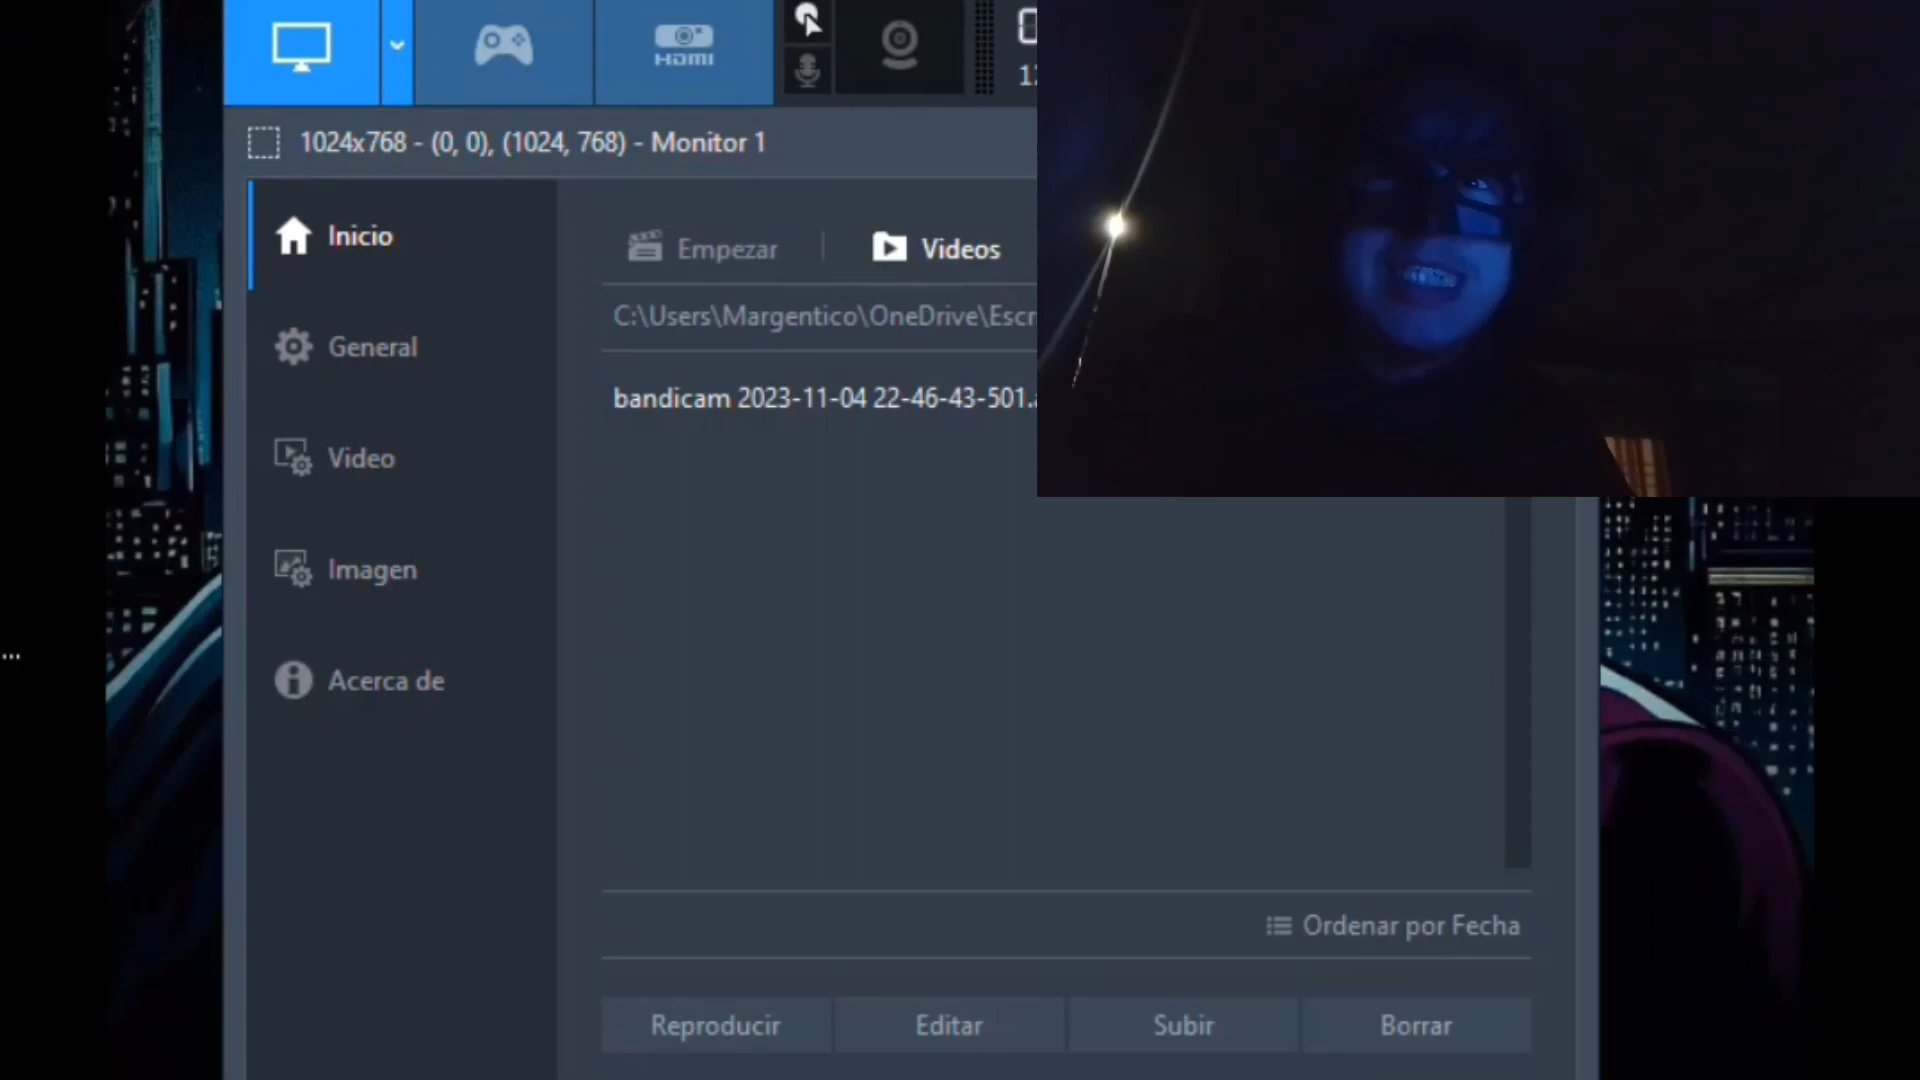 HDMI
1024x768 - (0, 0), (1024, 768) - Monitor 1
Inicio
General
Video
Imagen
Acerca de
Empezar
Videos
C:\Users\Margentico\OneDrive\Escr
bandicam 2023-11-04 22-46-43-501.
Ordenar por Fecha
Reproducir
Editar
Subir
Borrar